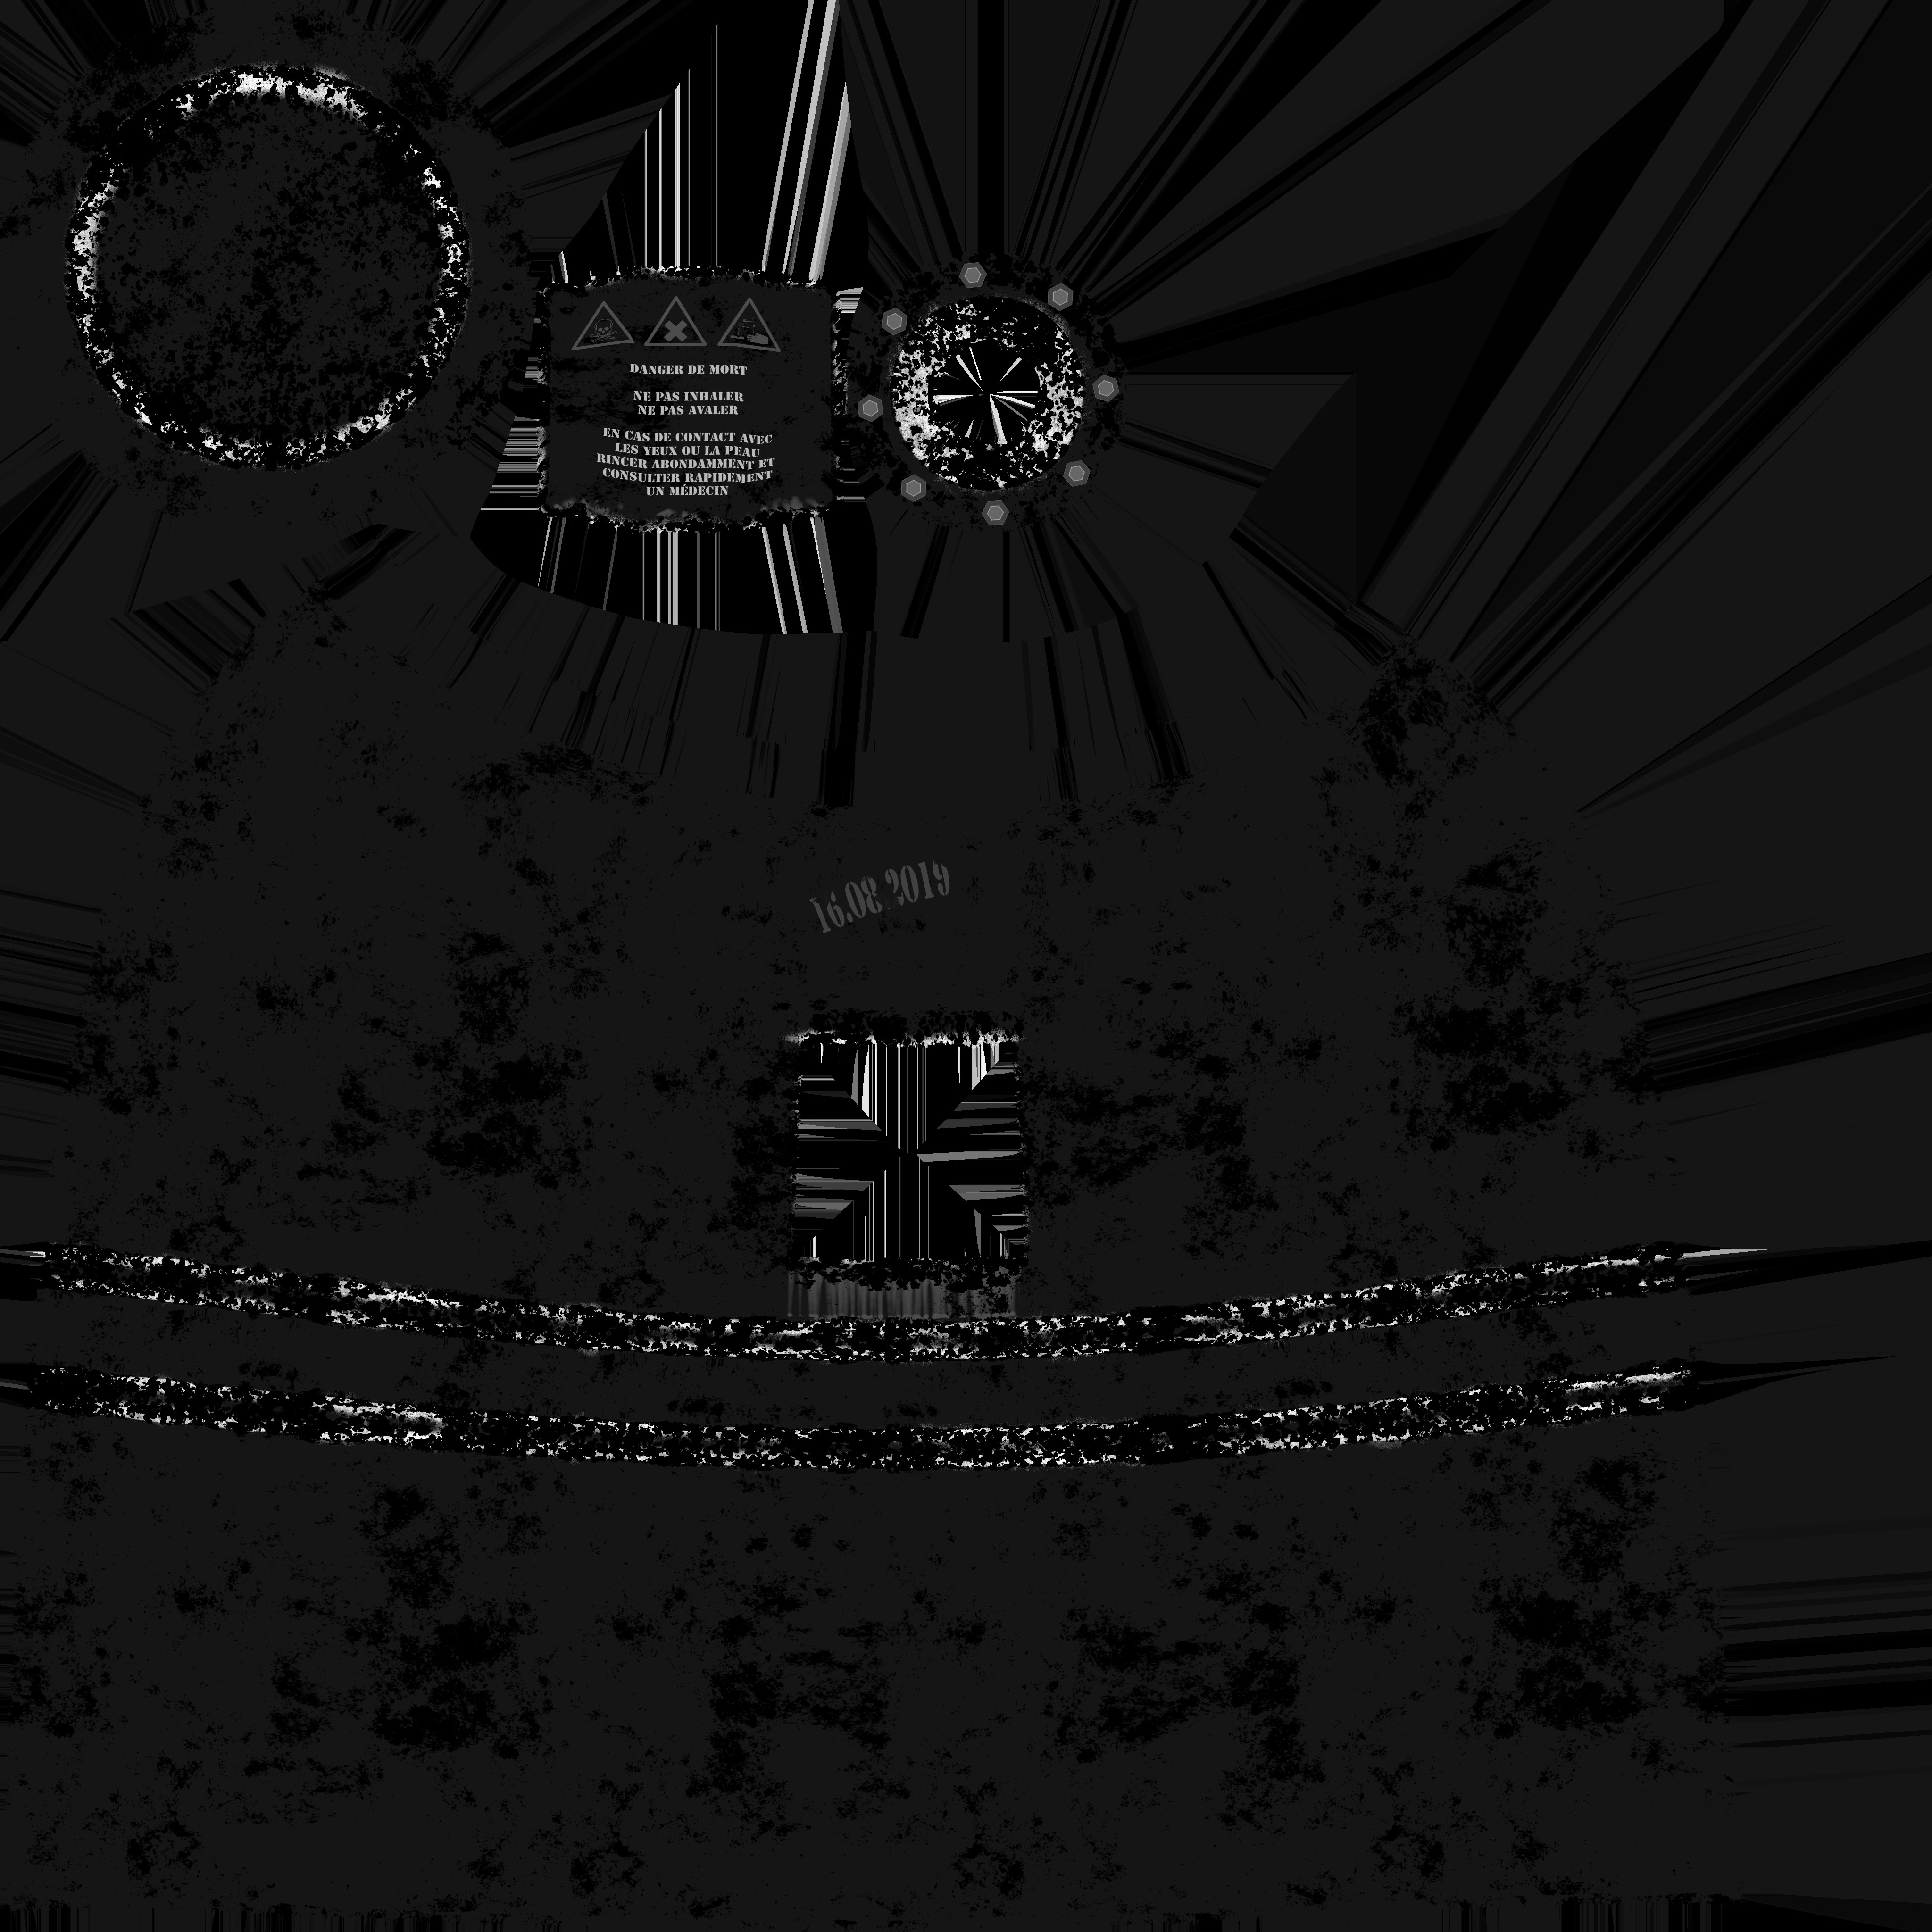 DANGER DE MORT
NE PAS INHALER
NE PAS AVALER
EN CAS DE CONTACT AVEC
LES YEUX OU LA PEAU
RINCER ABONDAMMENT ET
CONSULTER RAPIDEMENT
UN MÉDECIN
16.08.2019